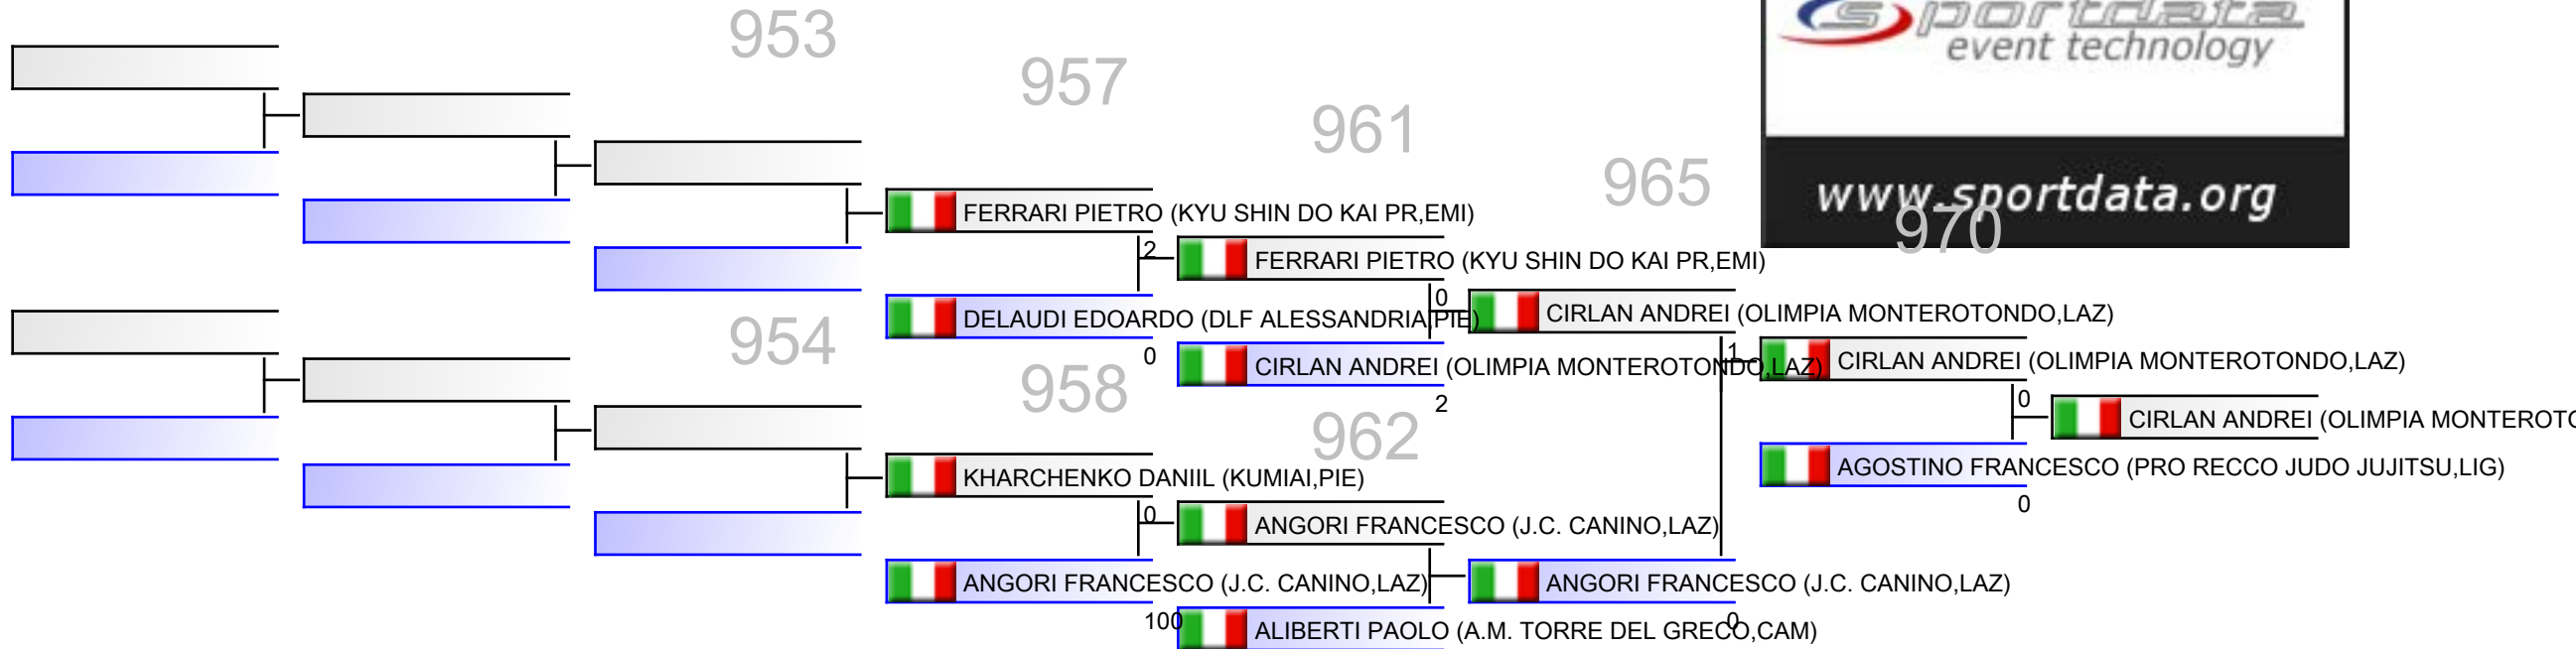 sportdata
event technology
www.sportdata.org
953
957
961
965
970
FERRARI PIETRO (KYU SHIN DO KAI PR,EMI)
2
FERRARI PIETRO (KYU SHIN DO KAI PR,EMI)
0
DELAUDI EDOARDO (DLF ALESSANDRIA,PIE)
0
CIRLAN ANDREI (OLIMPIA MONTEROTONDO,LAZ)
1
CIRLAN ANDREI (OLIMPIA MONTEROTONDO,LAZ)
2
CIRLAN ANDREI (OLIMPIA MONTEROTONDO,LAZ)
0
CIRLAN ANDREI (OLIMPIA MONTEROTO
954
958
962
AGOSTINO FRANCESCO (PRO RECCO JUDO JUJITSU,LIG)
0
KHARCHENKO DANIIL (KUMIAI,PIE)
0
ANGORI FRANCESCO (J.C. CANINO,LAZ)
ANGORI FRANCESCO (J.C. CANINO,LAZ)
100
ANGORI FRANCESCO (J.C. CANINO,LAZ)
0
ALIBERTI PAOLO (A.M. TORRE DEL GRECO,CAM)